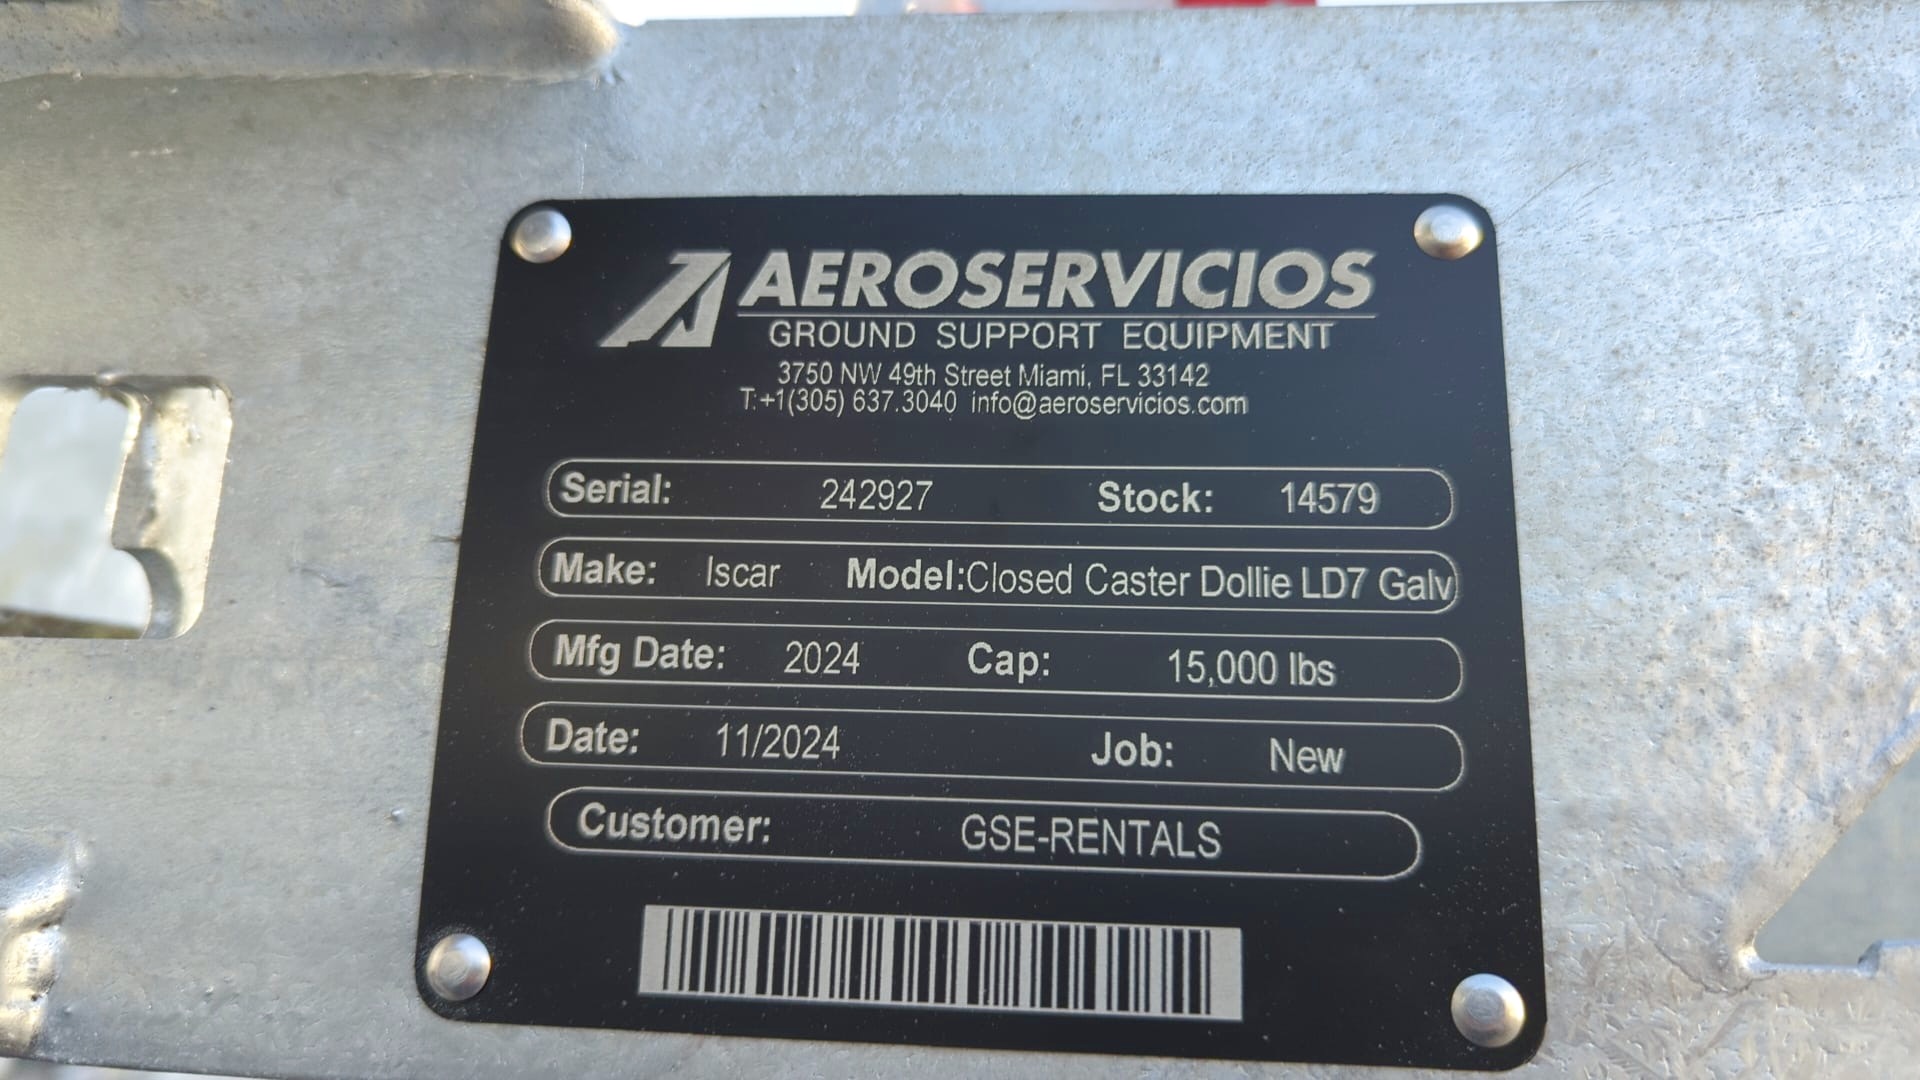 AEROSERVICIOS
GROUND SUPPORT EQUIPMENT
3750 NW 49th Street Miami, FL 33142
T:+1(305) 637.3040 info@aeroservicios.com
Serial: 242927 Stock: 14579
Make: Iscar Model:Closed Caster Dollie LD7 Galv
Mfg Date: 2024 Cap: 15,000 lbs
Date: 11/2024 Job: New
Customer: GSE-RENTALS